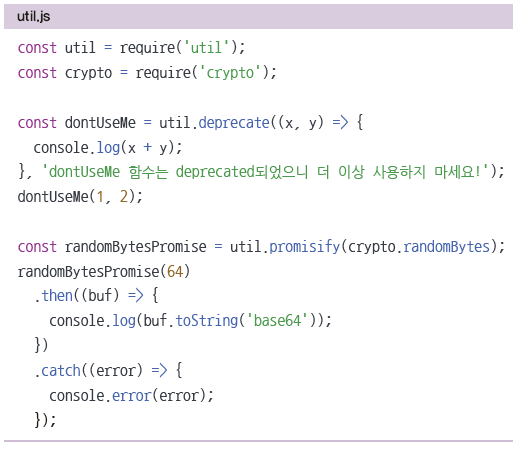 util.js
const util = require('util');
const crypto = require('crypto');
const dontUseMe = util.deprecate((x, y) => {
  console.log(x + y);
}, 'dontUseMe 함수는 deprecated되었으니 더 이상 사용하지 마세요!');
dontUseMe(1, 2);
const randomBytesPromise = util.promisify(crypto.randomBytes);
randomBytesPromise(64)
  .then((buf) => {
    console.log(buf.toString('base64'));
  })
  .catch((error) => {
    console.error(error);
  });